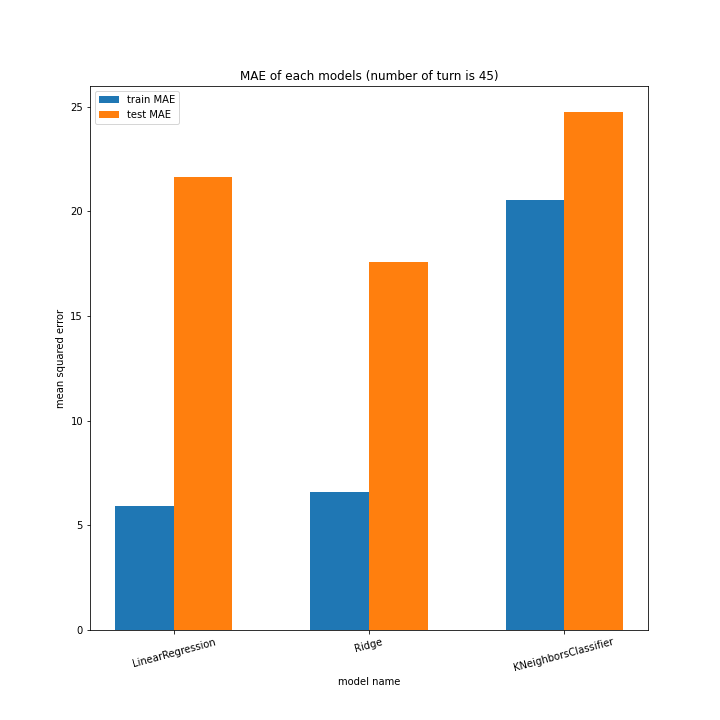 MAE of each models (number of turn is 45)
train MAE
test MAE
25
20
15
10
5
0
mean squared error
LinearRegression
Ridge
KNeighborsClassifier
model name